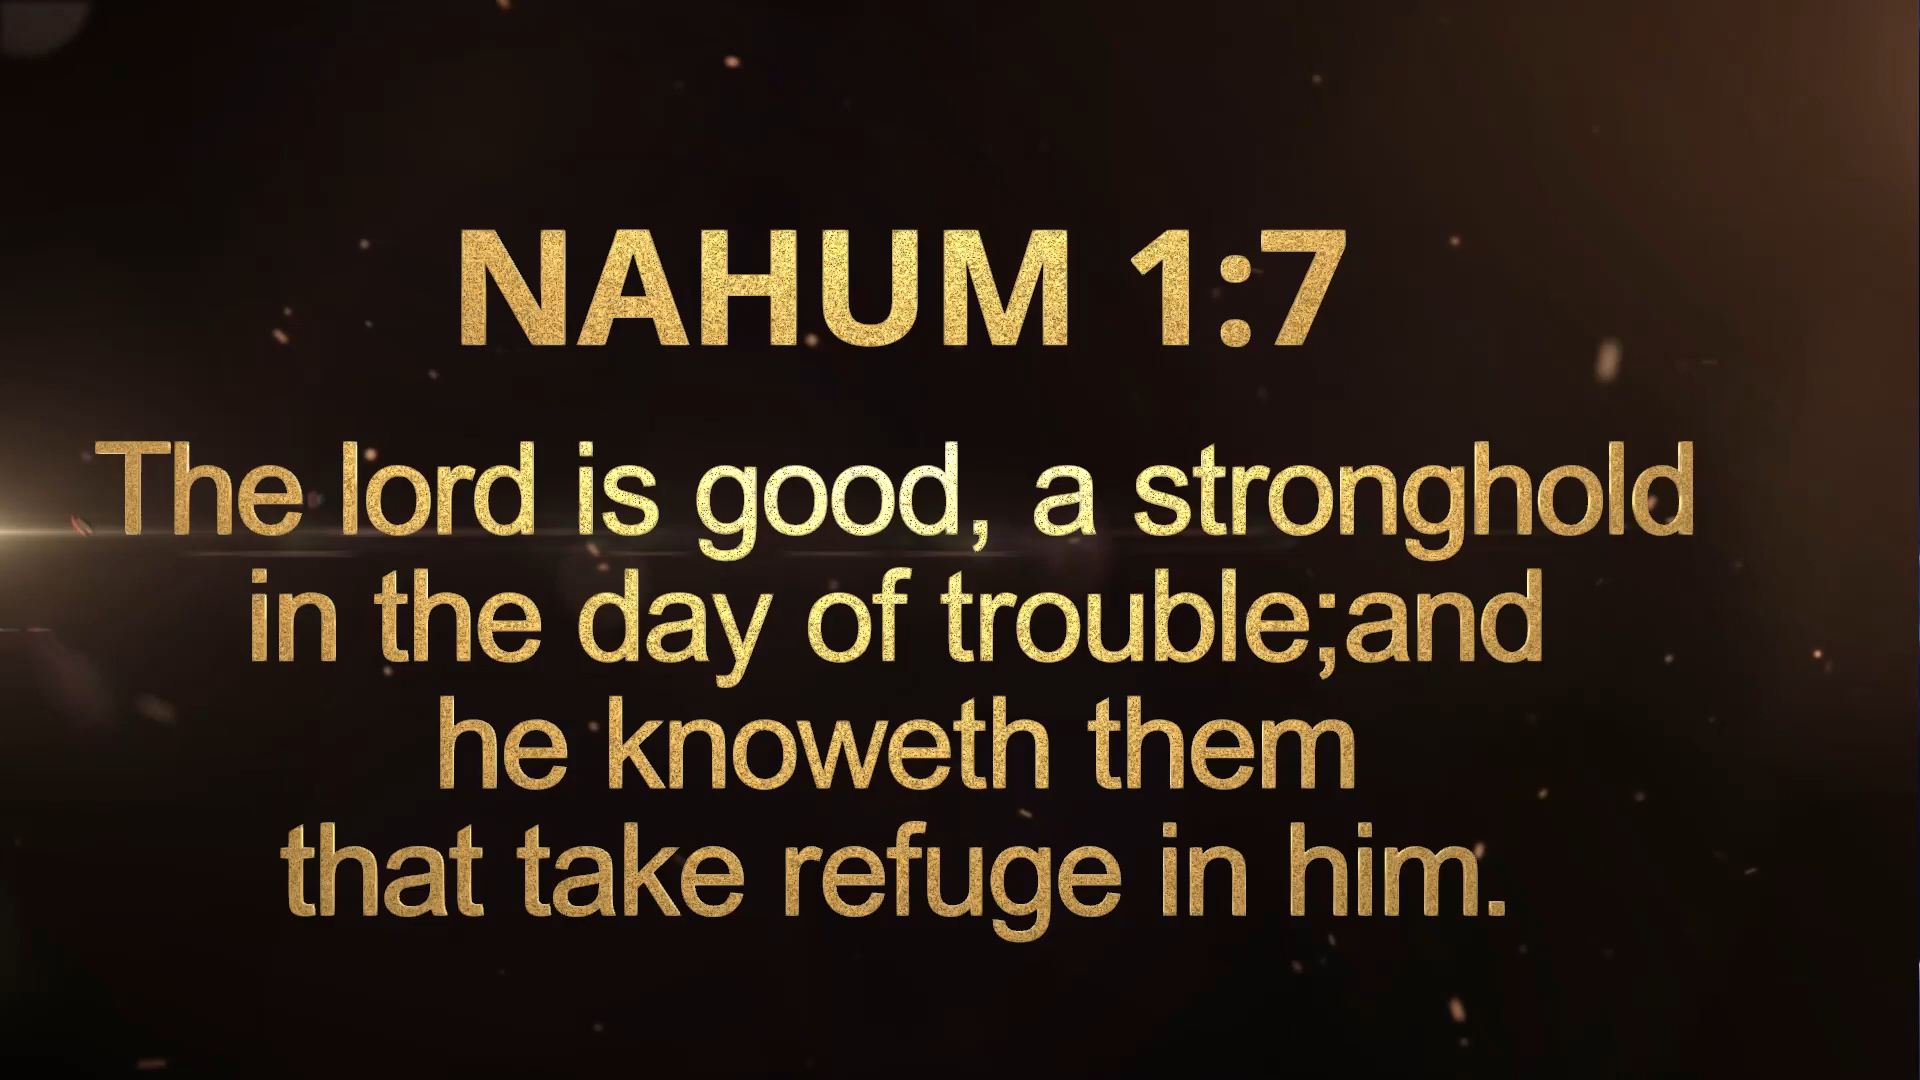 NAHUM 1:7
The lord is good, a stronghold
in the day of trouble;and
he knoweth them
that take refuge in him.